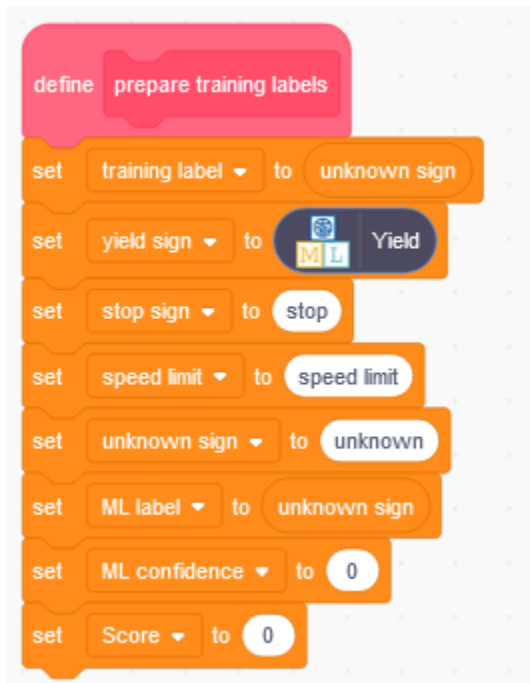 define prepare training labels
set training label to unknown sign
set yield sign to ML Yield
set stop sign to stop
set speed limit to speed limit
set unknown sign to unknown
set ML label to unknown sign
set ML confidence to 0
set Score to 0